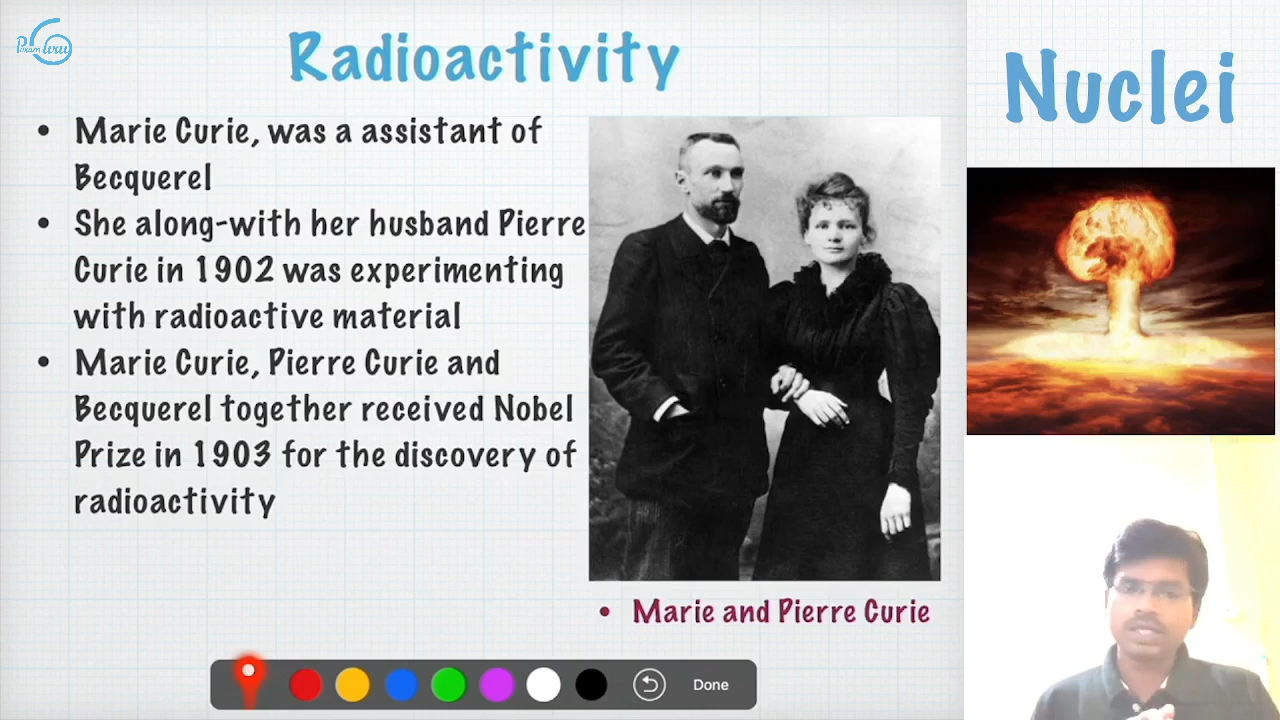 Radioactivity
Nuclei
• Marie Curie, was a assistant of
Becquerel
• She along-with her husband Pierre
Curie in 1902 was experimenting
with radioactive material
• Marie Curie, Pierre Curie and
Becquerel together received Nobel
Prize in 1903 for the discovery of
radioactivity
• Marie and Pierre Curie
Done